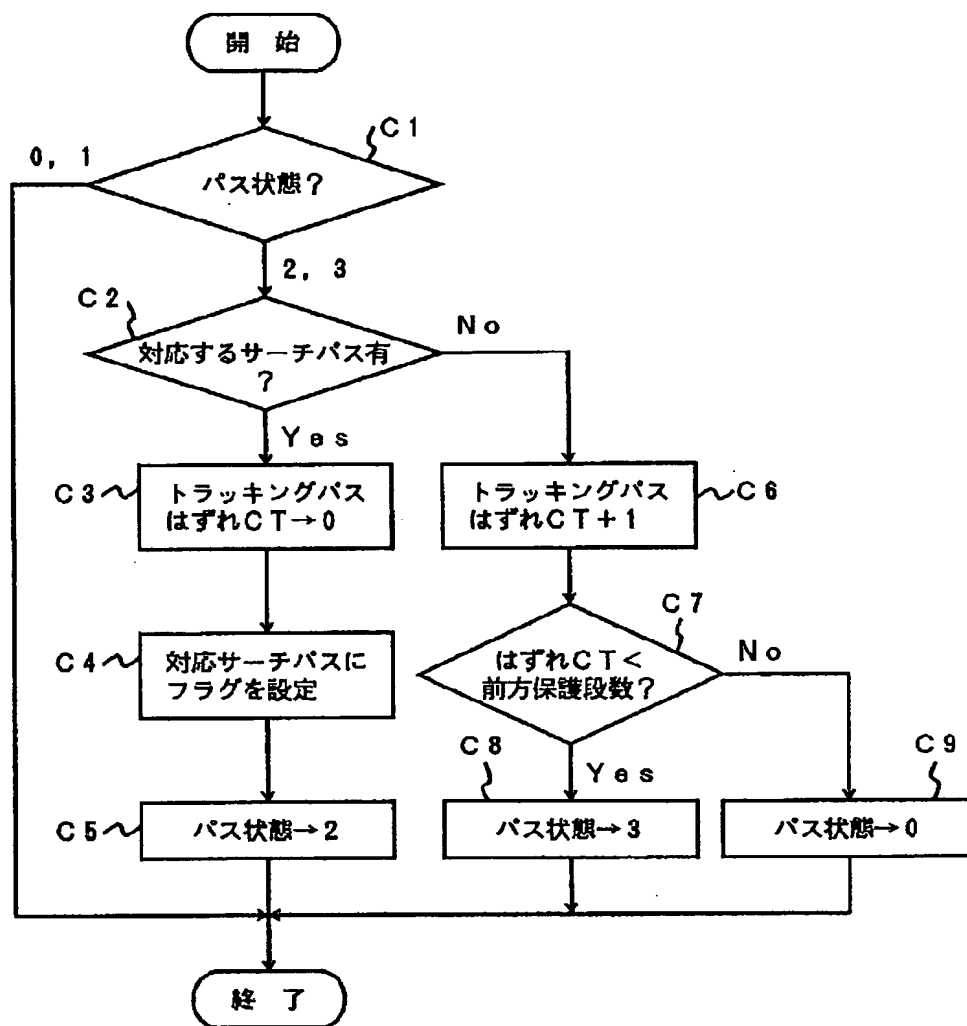 開 始
C1
0, 1
パス状態?
2, 3
C2
No
対応するサーチパス有
?
Yes
C3
トラッキングパス
はずれCT→0
トラッキングパス
はずれCT+1
C6
C7
C4
対応サーチパスに
フラグを設定
はずれCT<
前方保護段数?
No
C8
Yes
C9
C5
パス状態→2
パス状態→3
パス状態→0
終 了